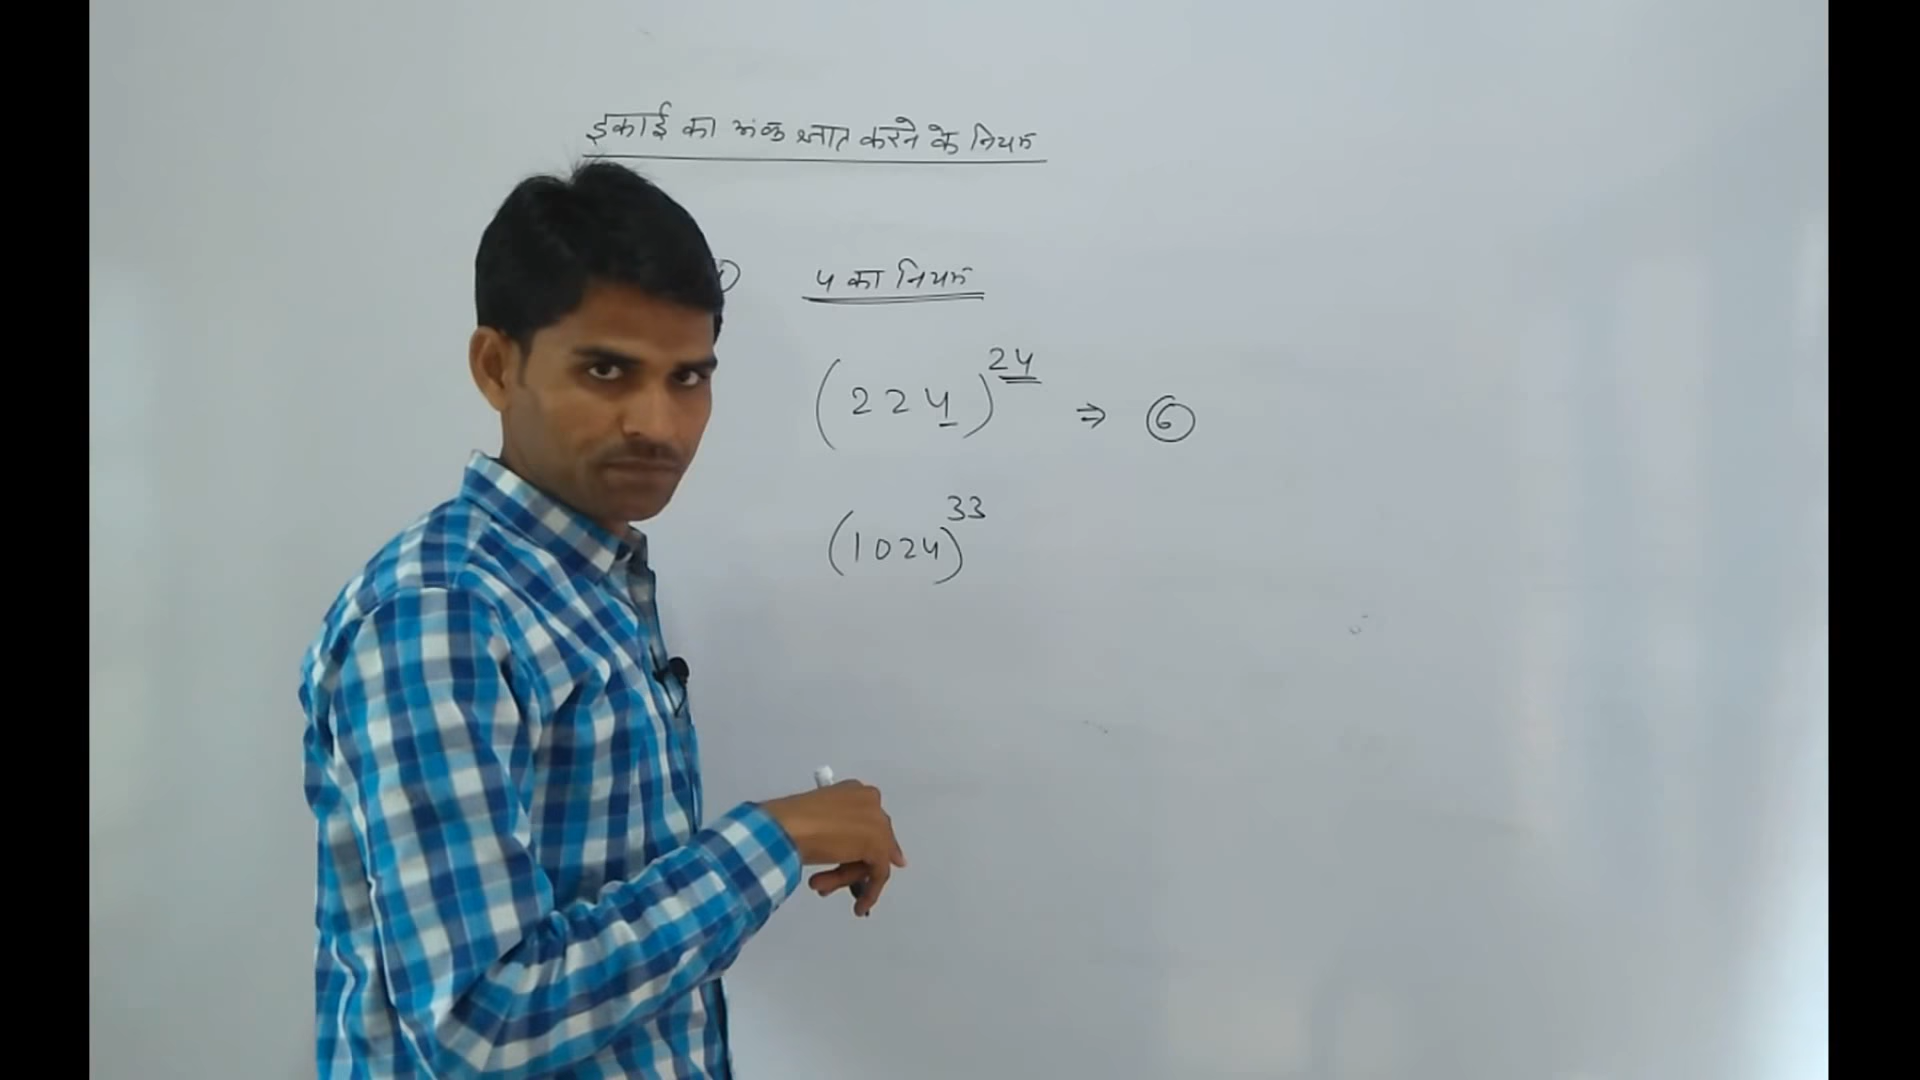 इकाई का अंक ज्ञात करने के नियम
4 का नियम
(224)^24 ⇒ 6
(1024)^33